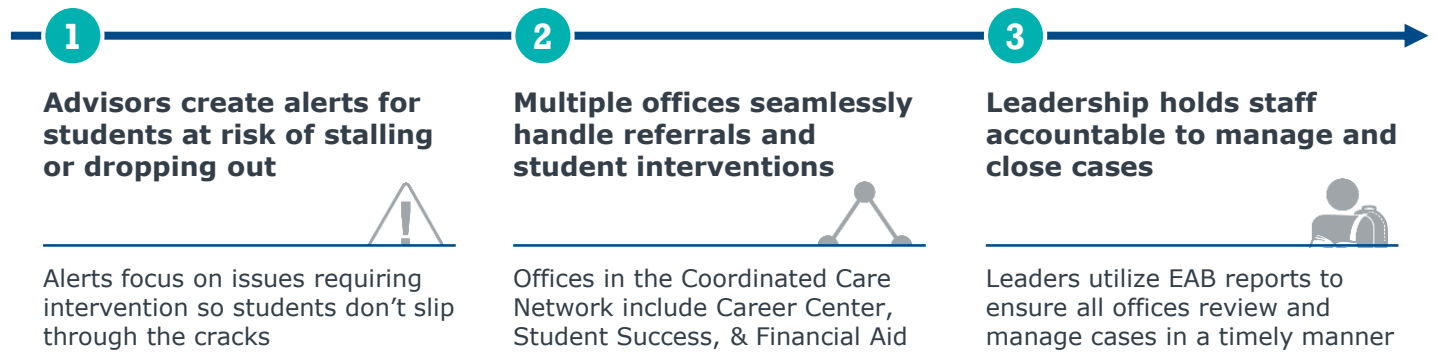 1
2
3
Advisors create alerts for
students at risk of stalling
or dropping out
Multiple offices seamlessly
handle referrals and
student interventions
Leadership holds staff
accountable to manage and
close cases
Alerts focus on issues requiring
intervention so students don’t slip
through the cracks
Offices in the Coordinated Care
Network include Career Center,
Student Success, & Financial Aid
Leaders utilize EAB reports to
ensure all offices review and
manage cases in a timely manner